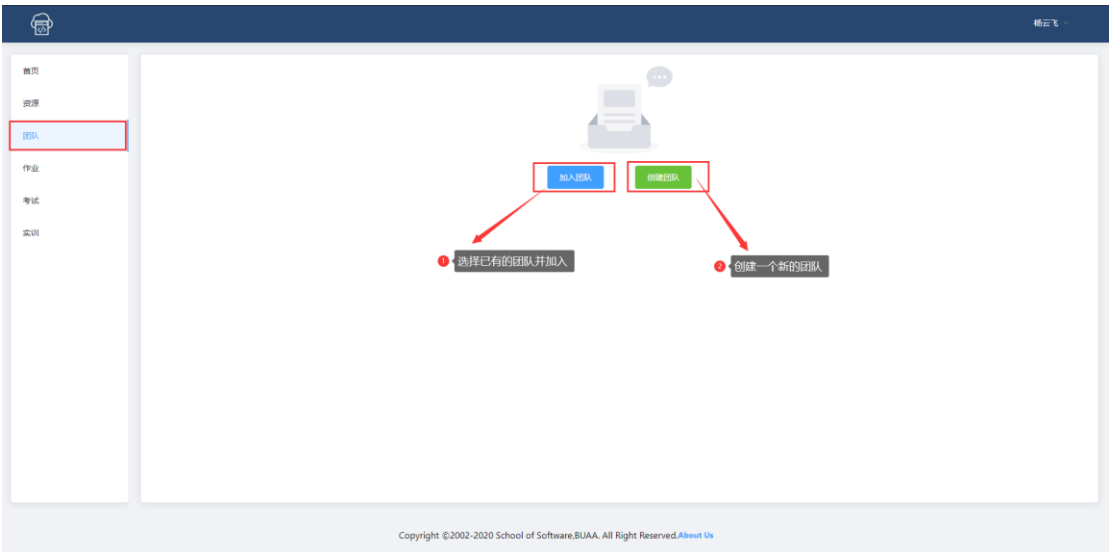 杨云飞
首页
资源
团队
作业
考试
实训
加入团队
创建团队
1 选择已有的团队并加入
2 创建一个新的团队
Copyright ©2002-2020 School of Software,BUAA. All Right Reserved.About Us